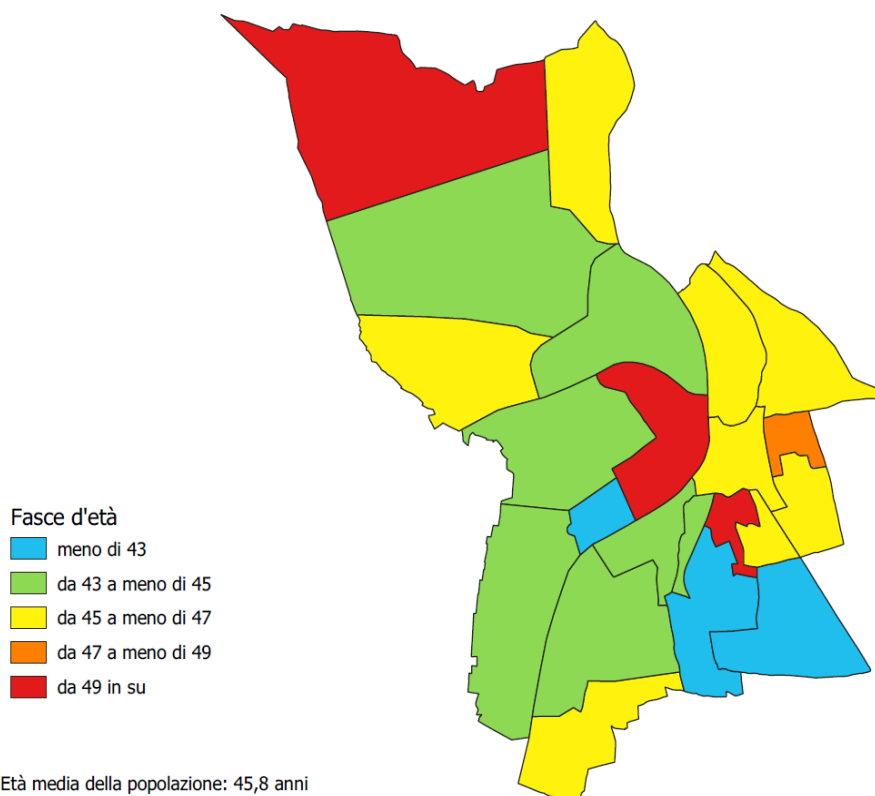 Fasce d'età
meno di 43
da 43 a meno di 45
da 45 a meno di 47
da 47 a meno di 49
da 49 in su
Età media della popolazione: 45,8 anni